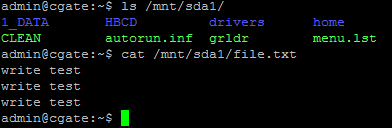 admin@cgate:~$ ls /mnt/sda1/
1_DATA HBCD drivers home
CLEAN autorun.inf grldr menu.lst
admin@cgate:~$ cat /mnt/sda1/file.txt
write test
write test
write test
admin@cgate:~$